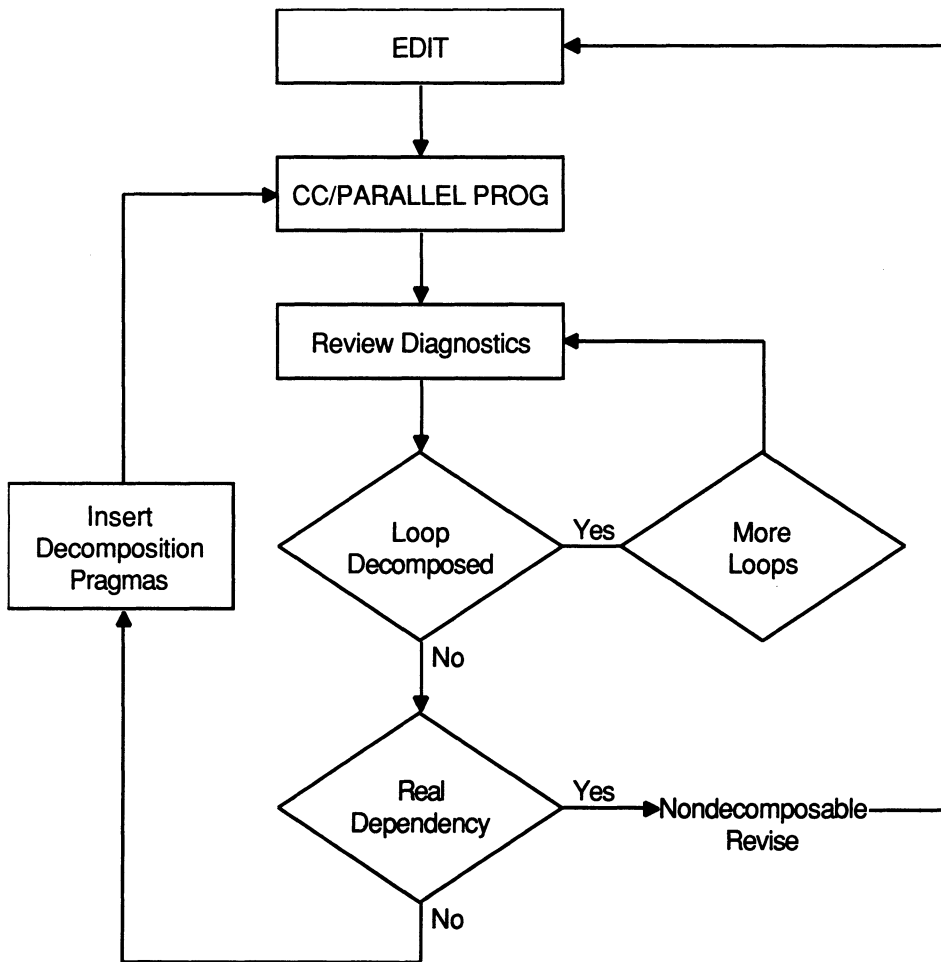 EDIT
CC/PARALLEL PROG
Review Diagnostics
Insert
Decomposition
Pragmas
Loop
Decomposed
Yes
More
Loops
No
Real
Dependency
Yes
Nondecomposable
Revise
No